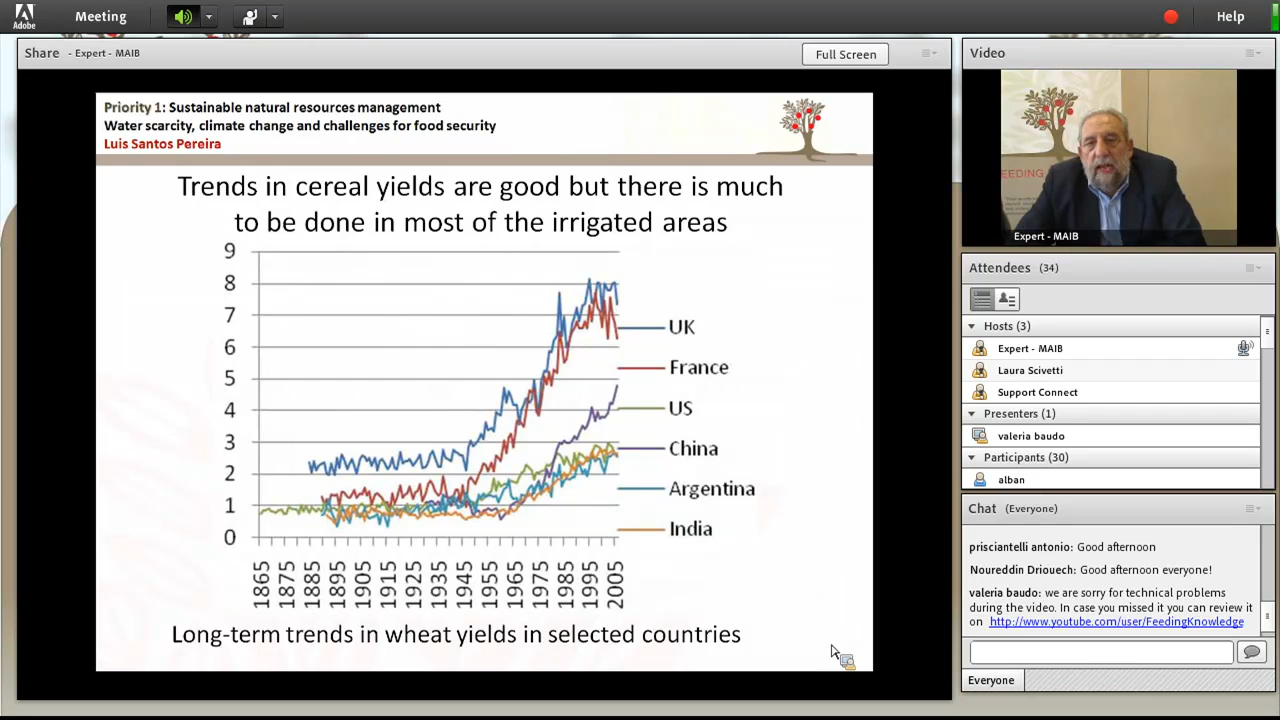 Adobe
Meeting
Help
Share - Expert - MAIB
Full Screen
Priority 1: Sustainable natural resources management
Water scarcity, climate change and challenges for food security
Luis Santos Pereira
Trends in cereal yields are good but there is much
to be done in most of the irrigated areas
9
8
7
6
5
4
3
2
1
0
1865
1875
1885
1895
1905
1915
1925
1935
1945
1955
1965
1975
1985
1995
2005
UK
France
US
China
Argentina
India
Long-term trends in wheat yields in selected countries
Video
EEDING
Expert - MAIB
Attendees (34)
Hosts (3)
Expert - MAIB
Laura Scivetti
Support Connect
Presenters (1)
valeria baudo
Participants (30)
alban
Chat (Everyone)
prisciantelli antonio: Good afternoon
Noureddin Driouech: Good afternoon everyone!
valeria baudo: we are sorry for technical problems
during the video. In case you missed it you can review it
on http://www.youtube.com/user/FeedingKnowledge
Everyone